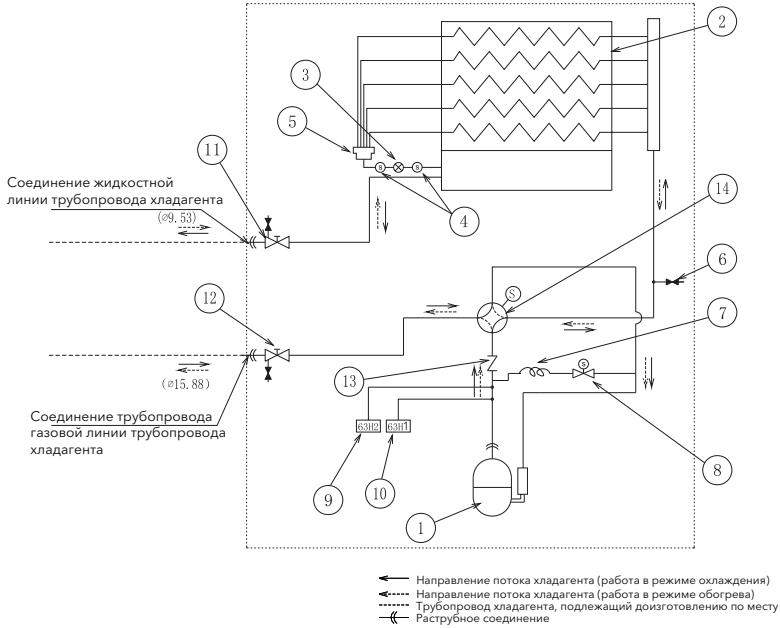 2
3
5
11
Соединение жидкостной
линии трубопровода хладагента
(⌀9.53)
S
S
4
14
6
12
S
7
(⌀15.88)
13
S
Соединение трубопровода
газовой линии трубопровода
хладагента
63H2
63H1
8
9
10
1
Направление потока хладагента (работа в режиме охлаждения)
Направление потока хладагента (работа в режиме обогрева)
Трубопровод хладагента, подлежащий доизготовлению по месту
Раструбное соединение